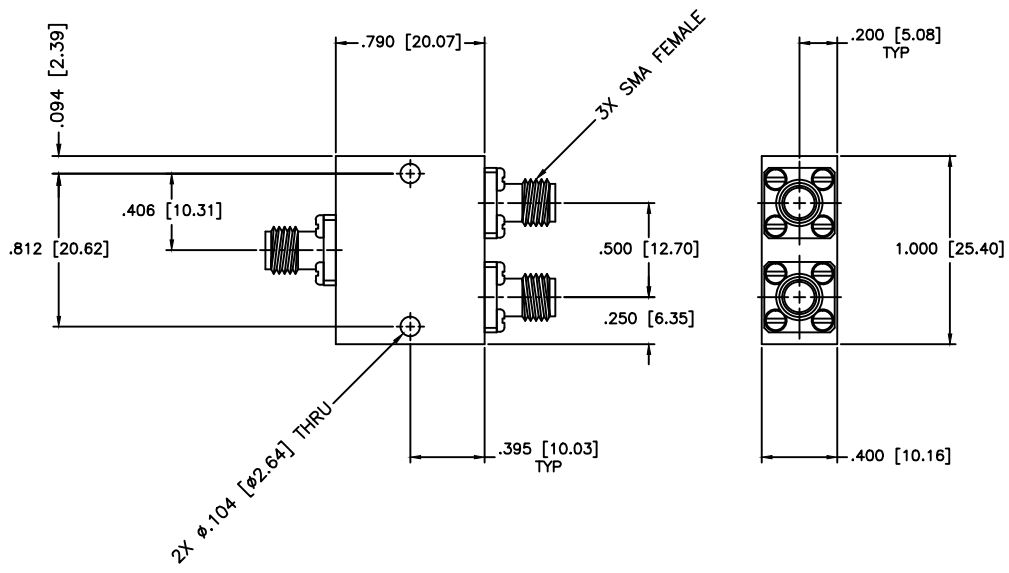 .790 [20.07]
.200 [5.08]
TYP
.094 [2.39]
3X SMA FEMALE
.406 [10.31]
.812 [20.62]
.500 [12.70]
1.000 [25.40]
.250 [6.35]
2X ø.104 [ø2.64] THRU
.395 [10.03]
TYP
.400 [10.16]